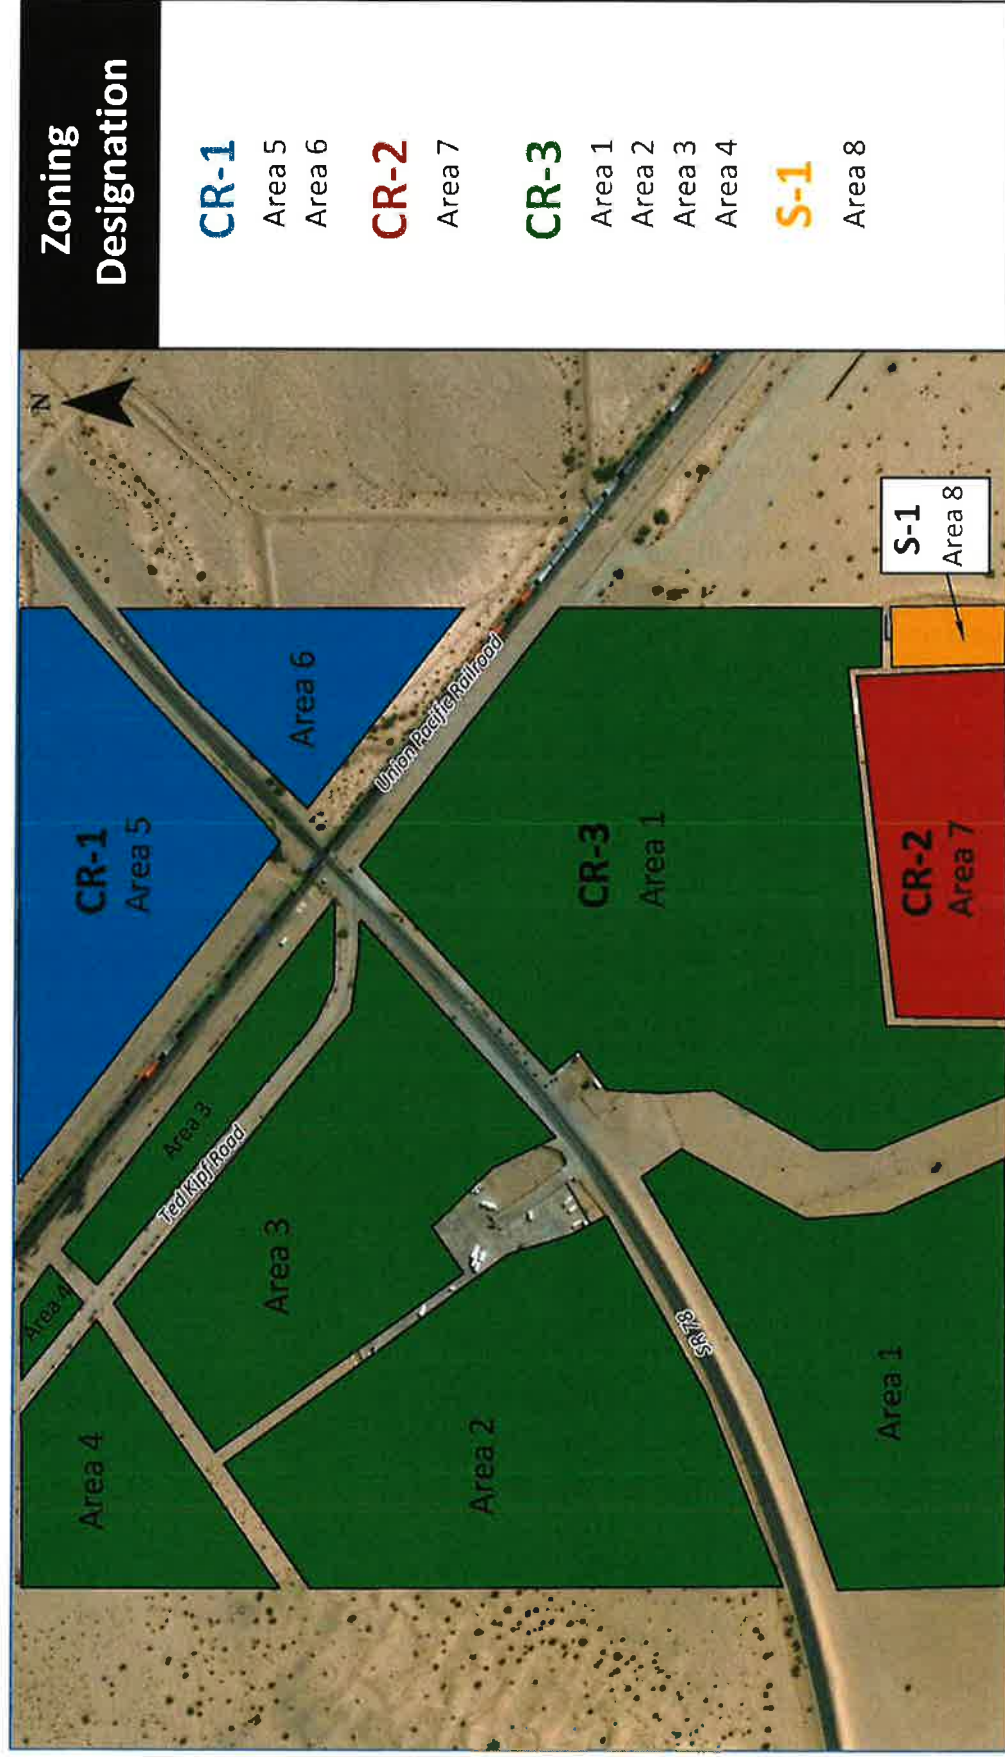 Zoning
Designation
CR-1
Area 5
Area 6
CR-2
Area 7
CR-3
Area 1
Area 2
Area 3
Area 4
S-1
Area 8
N
CR-1
Area 5
Area 6
Union Pacific Railroad
Area 4
Area 4
Area 3
Ted Kipf Road
Area 3
Area 2
CR-3
Area 1
SR 78
Area 1
CR-2
Area 7
S-1
Area 8